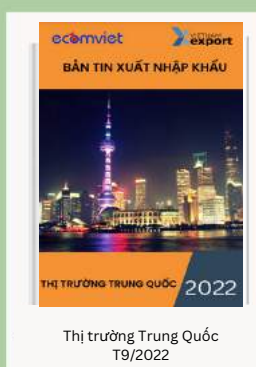 ecomviet
VIETNAM export
BẢN TIN XUẤT NHẬP KHẨU
THỊ TRƯỜNG TRUNG QUỐC
2022
Thị trường Trung Quốc
T9/2022